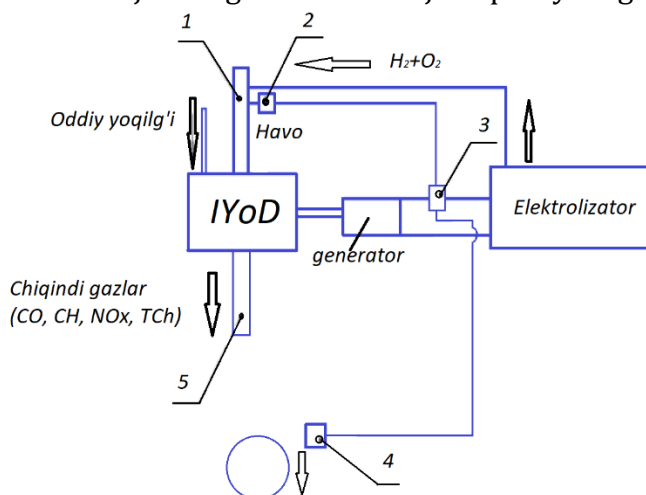 1
2
H2+O2
Oddiy yoqilg'i
Havo
3
IYoD
Elektrolizator
generator
Chiqindi gazlar
(CO, CH, NOx, TCh)
5
4